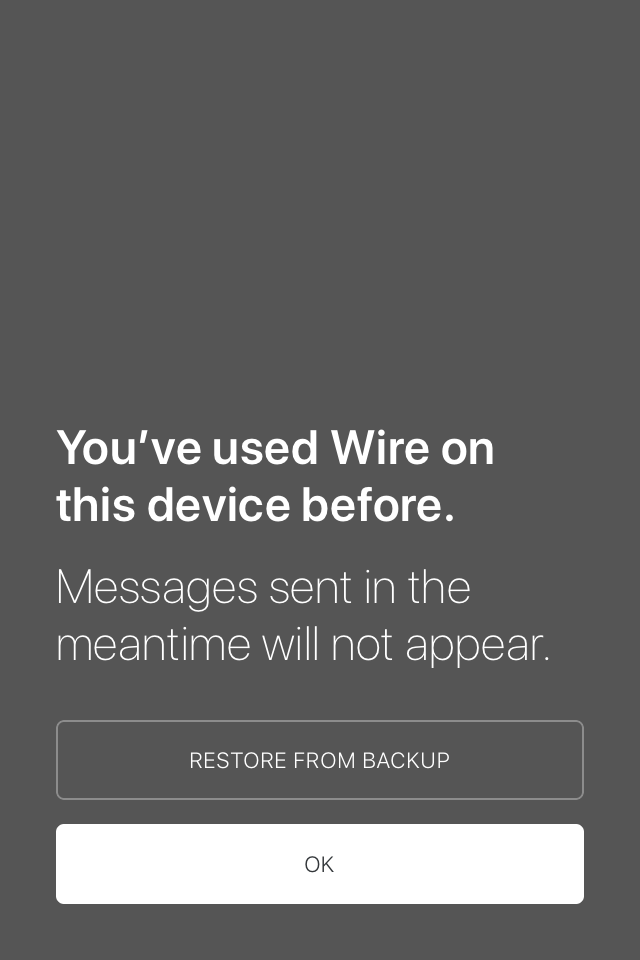 You’ve used Wire on
this device before.
Messages sent in the
meantime will not appear.
RESTORE FROM BACKUP
OK